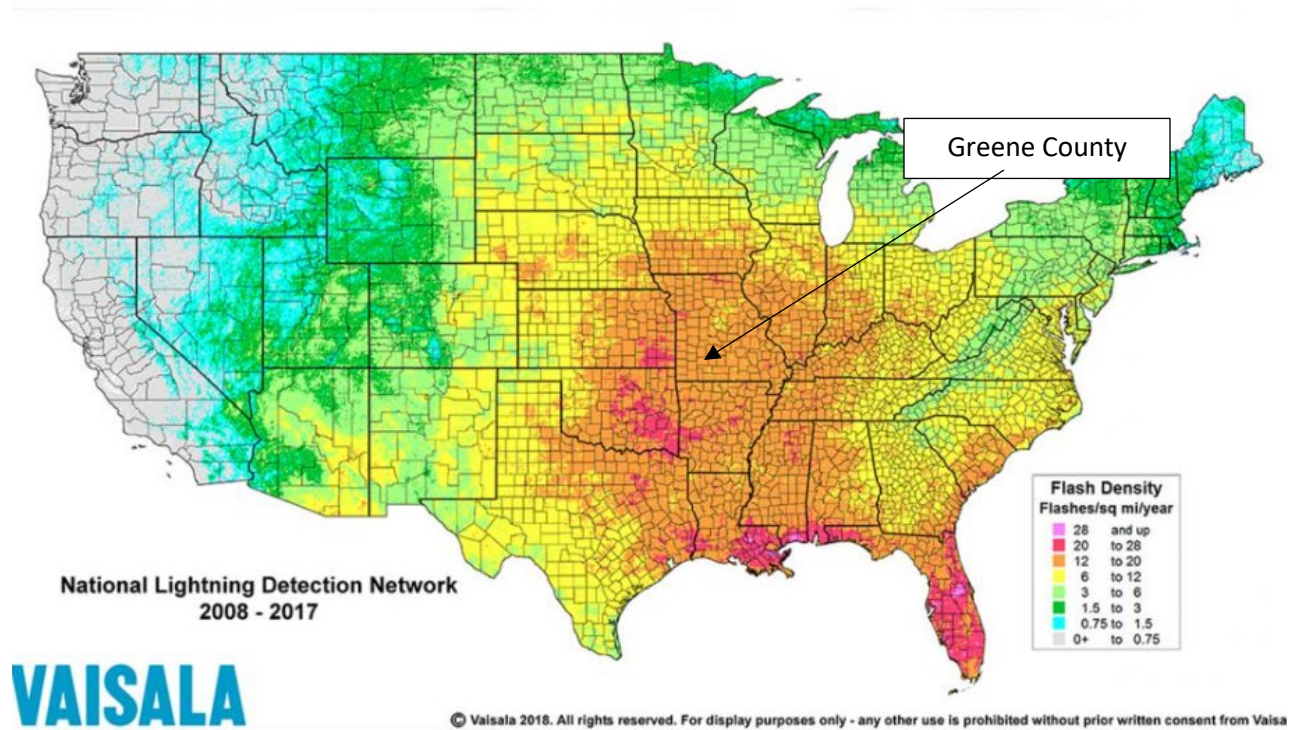 Greene County
Flash Density
Flashes/sq mi/year
28 and up
20 to 28
12 to 20
6 to 12
3 to 6
1.5 to 3
0.75 to 1.5
0+ to 0.75
National Lightning Detection Network
2008 - 2017
VAISALA
© Vaisala 2018. All rights reserved. For display purposes only - any other use is prohibited without prior written consent from Vaisa